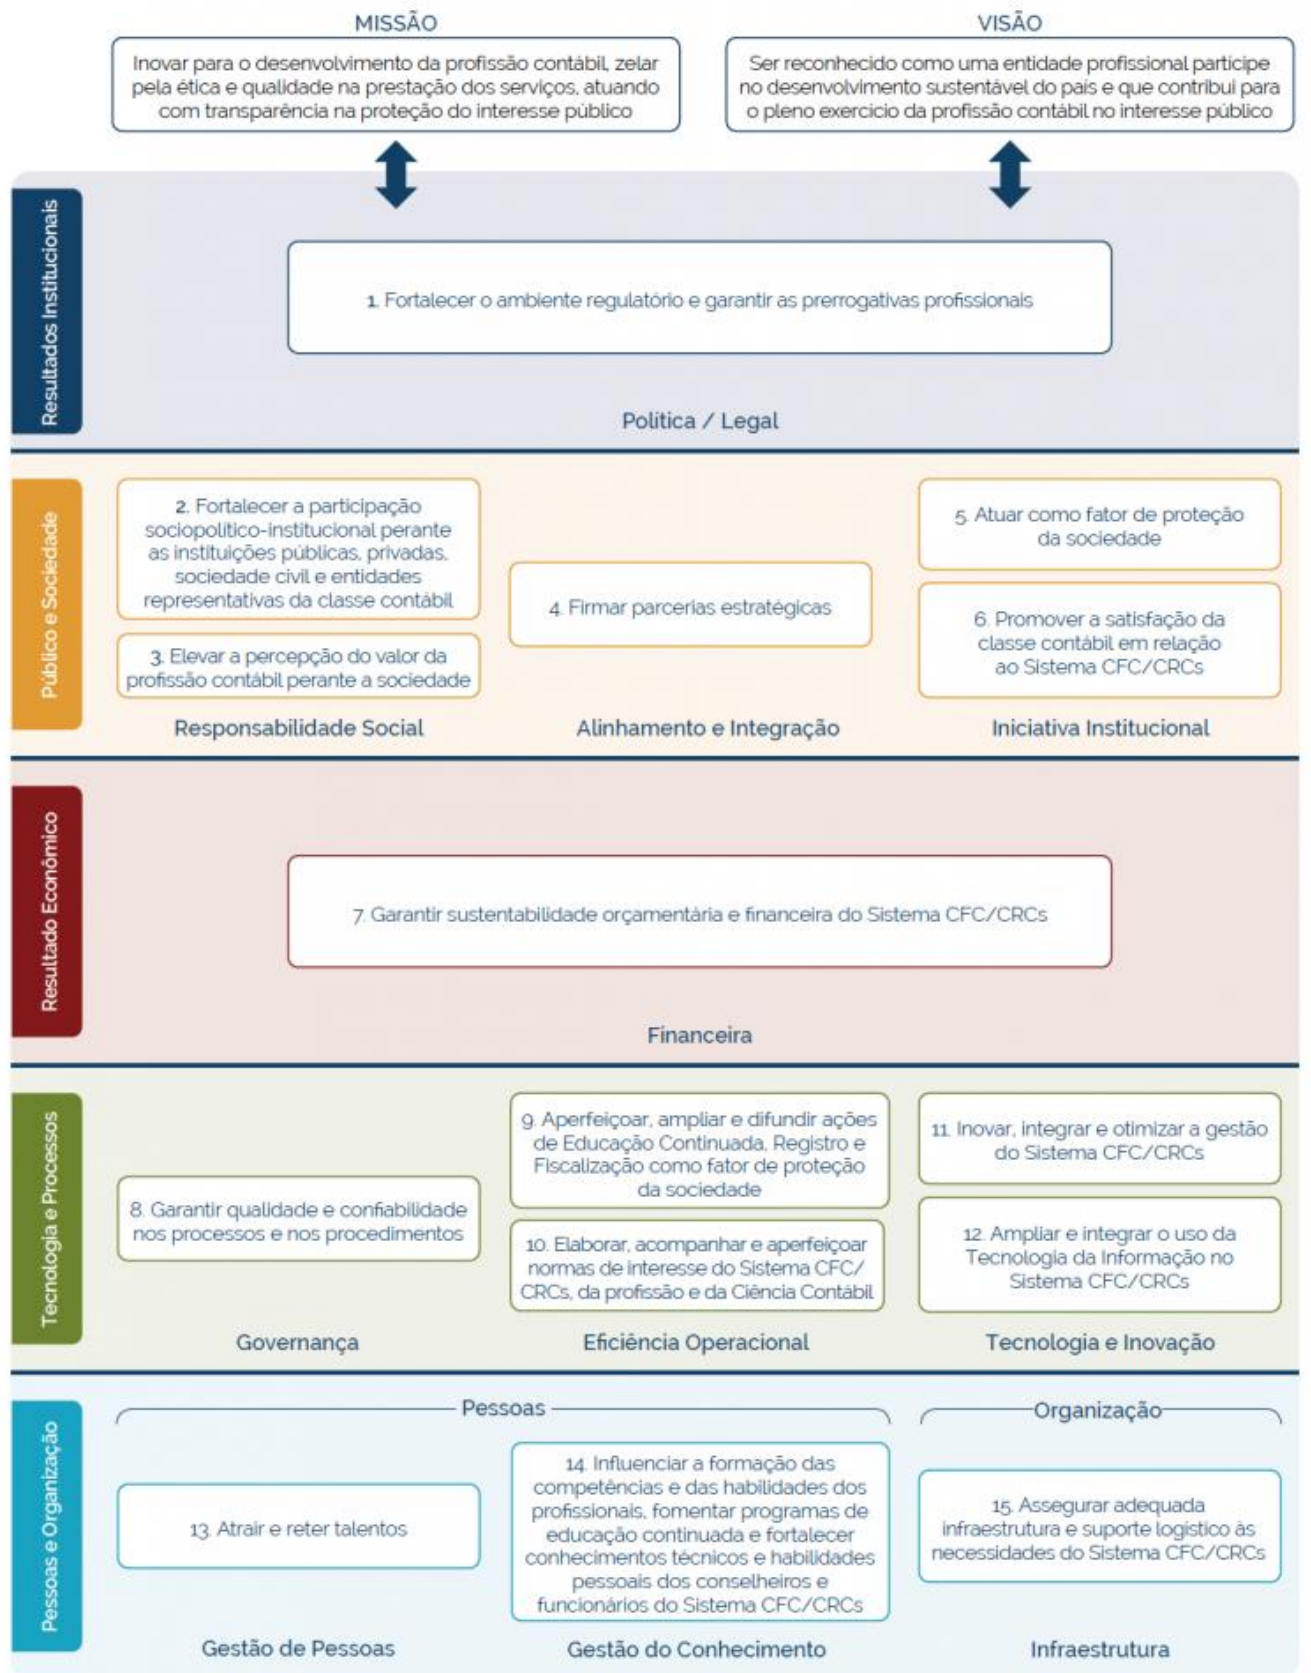 MISSÃO
Inovar para o desenvolvimento da profissão contábil, zelar
pela ética e qualidade na prestação dos serviços, atuando
com transparência na proteção do interesse público
VISÃO
Ser reconhecido como uma entidade profissional partícipe
no desenvolvimento sustentável do país e que contribui para
o pleno exercício da profissão contábil no interesse público
Resultados Institucionais
1. Fortalecer o ambiente regulatório e garantir as prerrogativas profissionais
Política / Legal
Público e Sociedade
2. Fortalecer a participação
sociopolítico-institucional perante
as instituições públicas, privadas,
sociedade civil e entidades
representativas da classe contábil
3. Elevar a percepção do valor da
profissão contábil perante a sociedade
Responsabilidade Social
4. Firmar parcerias estratégicas
Alinhamento e Integração
5. Atuar como fator de proteção
da sociedade
6. Promover a satisfação da
classe contábil em relação
ao Sistema CFC/CRCs
Iniciativa Institucional
Resultado Econômico
7. Garantir sustentabilidade orçamentária e financeira do Sistema CFC/CRCs
Financeira
Tecnologia e Processos
8. Garantir qualidade e confiabilidade
nos processos e nos procedimentos
Governança
9. Aperfeiçoar, ampliar e difundir ações
de Educação Continuada, Registro e
Fiscalização como fator de proteção
da sociedade
10. Elaborar, acompanhar e aperfeiçoar
normas de interesse do Sistema CFC/
CRCs, da profissão e da Ciência Contábil
Eficiência Operacional
11. Inovar, integrar e otimizar a gestão
do Sistema CFC/CRCs
12. Ampliar e integrar o uso da
Tecnologia da Informação no
Sistema CFC/CRCs
Tecnologia e Inovação
Pessoas e Organização
Pessoas
13. Atrair e reter talentos
Gestão de Pessoas
14. Influenciar a formação das
competências e das habilidades dos
profissionais, fomentar programas de
educação continuada e fortalecer
conhecimentos técnicos e habilidades
pessoais dos conselheiros e
funcionários do Sistema CFC/CRCs
Gestão do Conhecimento
Organização
15. Assegurar adequada
infraestrutura e suporte logístico às
necessidades do Sistema CFC/CRCs
Infraestrutura